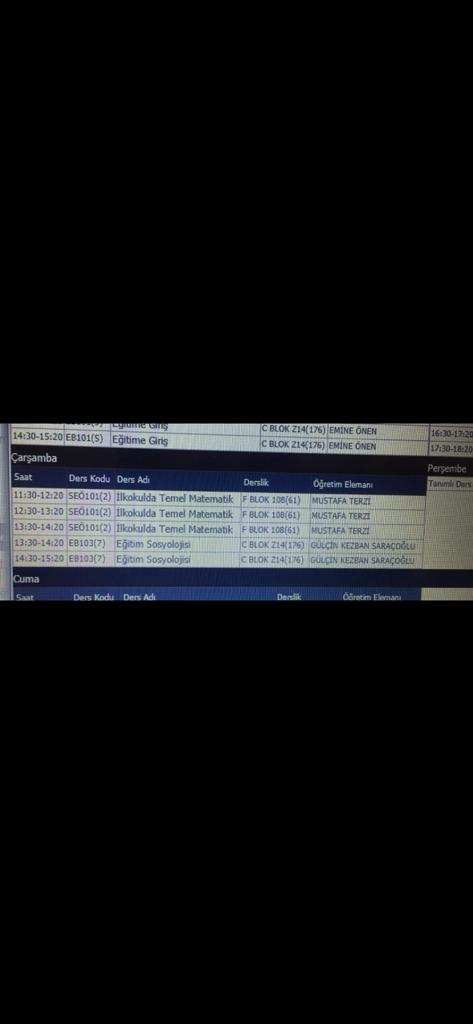 Eğitime Giriş C BLOK Z14(176) EMİNE ÖNEN 16:30-17:20
14:30-15:20 EB101(5) Eğitime Giriş C BLOK Z14(176) EMİNE ÖNEN 17:30-18:20
Çarşamba Perşembe
Saat Ders Kodu Ders Adı Derslik Öğretim Elemanı Tanımlı Ders
11:30-12:20 SEÖ101(2) İlkokulda Temel Matematik F BLOK 108(61) MUSTAFA TERZİ
12:30-13:20 SEÖ101(2) İlkokulda Temel Matematik F BLOK 108(61) MUSTAFA TERZİ
13:30-14:20 SEÖ101(2) İlkokulda Temel Matematik F BLOK 108(61) MUSTAFA TERZİ
13:30-14:20 EB103(7) Eğitim Sosyolojisi C BLOK Z14(176) GÜLÇİN KEZBAN SARAÇOĞLU
14:30-15:20 EB103(7) Eğitim Sosyolojisi C BLOK Z14(176) GÜLÇİN KEZBAN SARAÇOĞLU
Cuma
Saat Ders Kodu Ders Adı Derslik Öğretim Elemanı